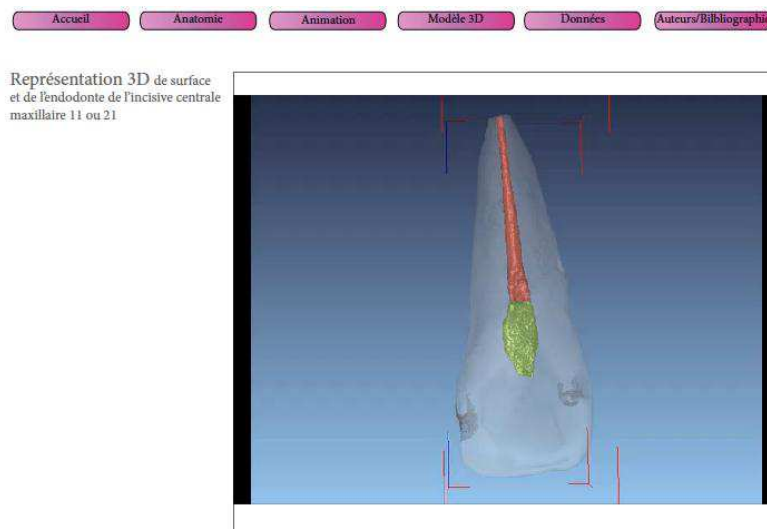 Accueil
Anatomie
Animation
Modèle 3D
Données
Auteurs/Bilbliographie
Représentation 3D de surface
et de l'endodonte de l'incisive centrale
maxillaire 11 ou 21